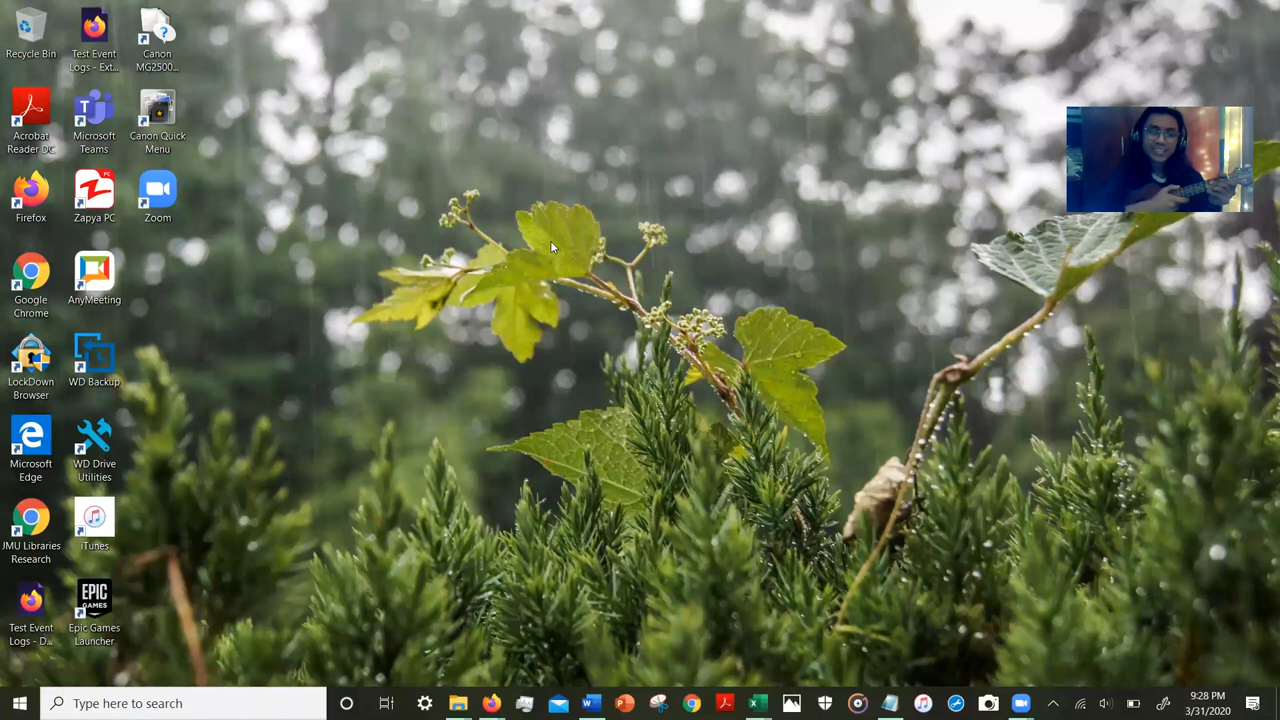 Recycle Bin
Test Event
Logs - Ext...
Canon
MG2500...
Acrobat
Reader DC
Microsoft
Teams
Canon Quick
Menu
Firefox
PC
Zapya PC
Zoom
Google
Chrome
AnyMeeting
LockDown
Browser
WD Backup
Microsoft
Edge
WD Drive
Utilities
JMU Libraries
Research
iTunes
Test Event
Logs - D...
EPIC
GAMES
Epic Games
Launcher
Type here to search
9:28 PM
3/31/2020